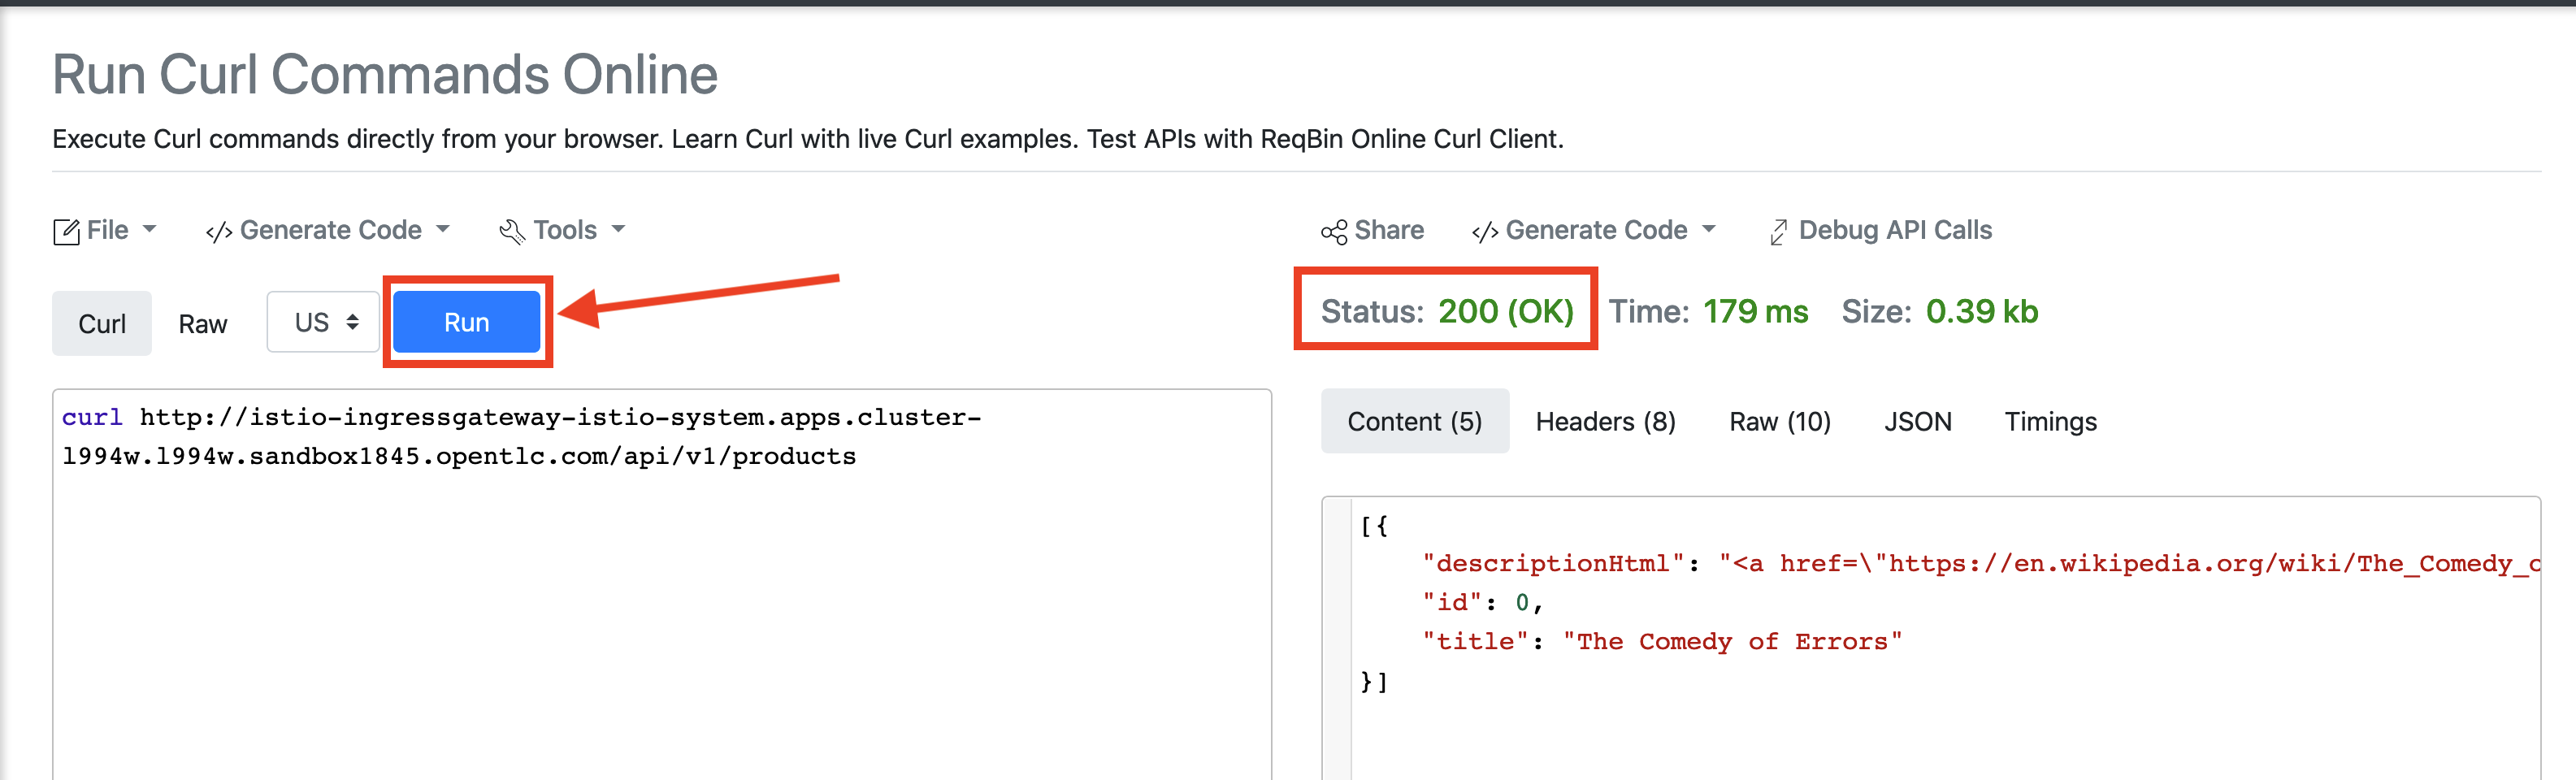 Run Curl Commands Online
Execute Curl commands directly from your browser. Learn Curl with live Curl examples. Test APIs with ReqBin Online Curl Client.
File </> Generate Code Tools
Curl Raw US Run
curl http://istio-ingressgateway-istio-system.apps.cluster-
l994w.l994w.sandbox1845.opentlc.com/api/v1/products
Share </> Generate Code Debug API Calls
Status: 200 (OK) Time: 179 ms Size: 0.39 kb
Content (5) Headers (8) Raw (10) JSON Timings
[{
"descriptionHtml": "<a href=\"https://en.wikipedia.org/wiki/The_Comedy_
"id": 0,
"title": "The Comedy of Errors"
}]